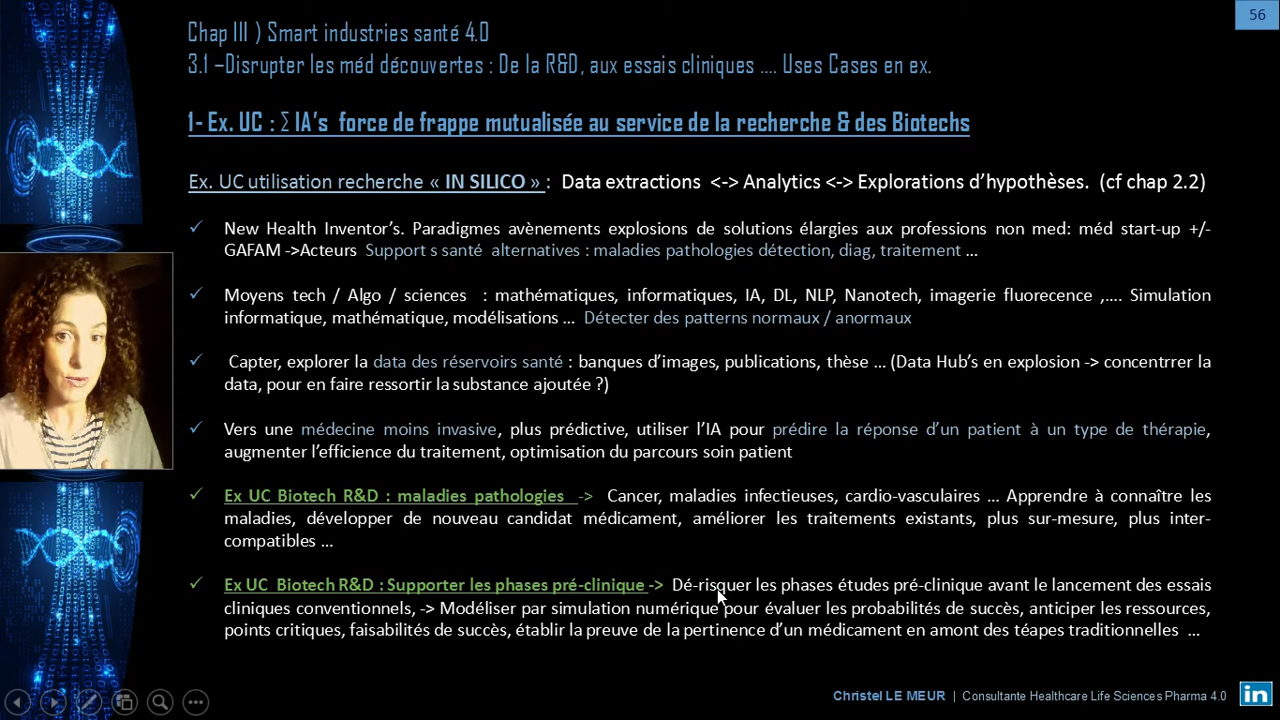 56
Chap III ) Smart industries santé 4.0
3.1 –Disrupter les méd découvertes : De la R&D, aux essais cliniques .... Uses Cases en ex.
1- Ex. UC : ∑ IA’s force de frappe mutualisée au service de la recherche & des Biotechs
Ex. UC utilisation recherche « IN SILICO » : Data extractions <-> Analytics <-> Explorations d’hypothèses. (cf chap 2.2)
✓ New Health Inventor’s. Paradigmes avènements explosions de solutions élargies aux professions non med: méd start-up +/-
GAFAM ->Acteurs Support s santé alternatives : maladies pathologies détection, diag, traitement ...
✓ Moyens tech / Algo / sciences : mathématiques, informatiques, IA, DL, NLP, Nanotech, imagerie fluorecence ,.... Simulation
informatique, mathématique, modélisations ... Détecter des patterns normaux / anormaux
✓ Capter, explorer la data des réservoirs santé : banques d’images, publications, thèse ... (Data Hub’s en explosion -> concentrrer la
data, pour en faire ressortir la substance ajoutée ?)
✓ Vers une médecine moins invasive, plus prédictive, utiliser l’IA pour prédire la réponse d’un patient à un type de thérapie,
augmenter l’efficience du traitement, optimisation du parcours soin patient
✓ Ex UC Biotech R&D : maladies pathologies -> Cancer, maladies infectieuses, cardio-vasculaires ... Apprendre à connaître les
maladies, développer de nouveau candidat médicament, améliorer les traitements existants, plus sur-mesure, plus inter-
compatibles ...
✓ Ex UC Biotech R&D : Supporter les phases pré-clinique -> Dé-risquer les phases études pré-clinique avant le lancement des essais
cliniques conventionnels, -> Modéliser par simulation numérique pour évaluer les probabilités de succès, anticiper les ressources,
points critiques, faisabilités de succès, établir la preuve de la pertinence d’un médicament en amont des téapes traditionnelles ...
Christel LE MEUR | Consultante Healthcare Life Sciences Pharma 4.0
in